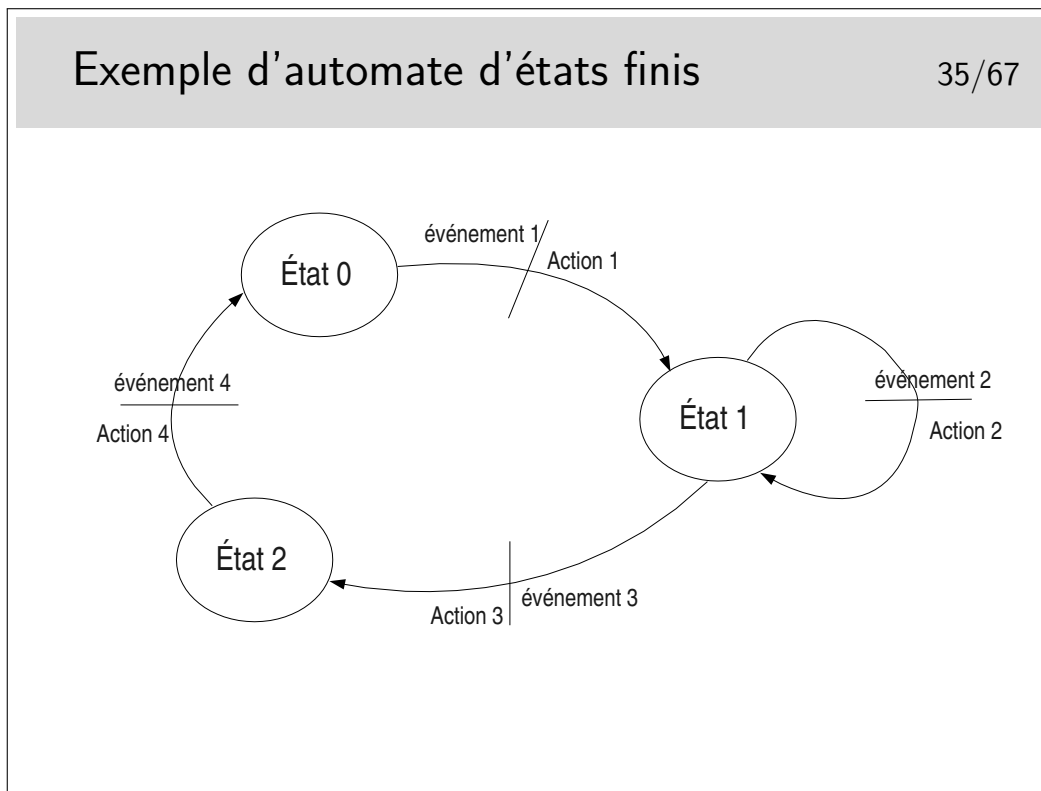 Exemple d'automate d'états finis 35/67
événement 1
Action 1
État 0
événement 4
Action 4
État 1
événement 2
Action 2
État 2
Action 3
événement 3